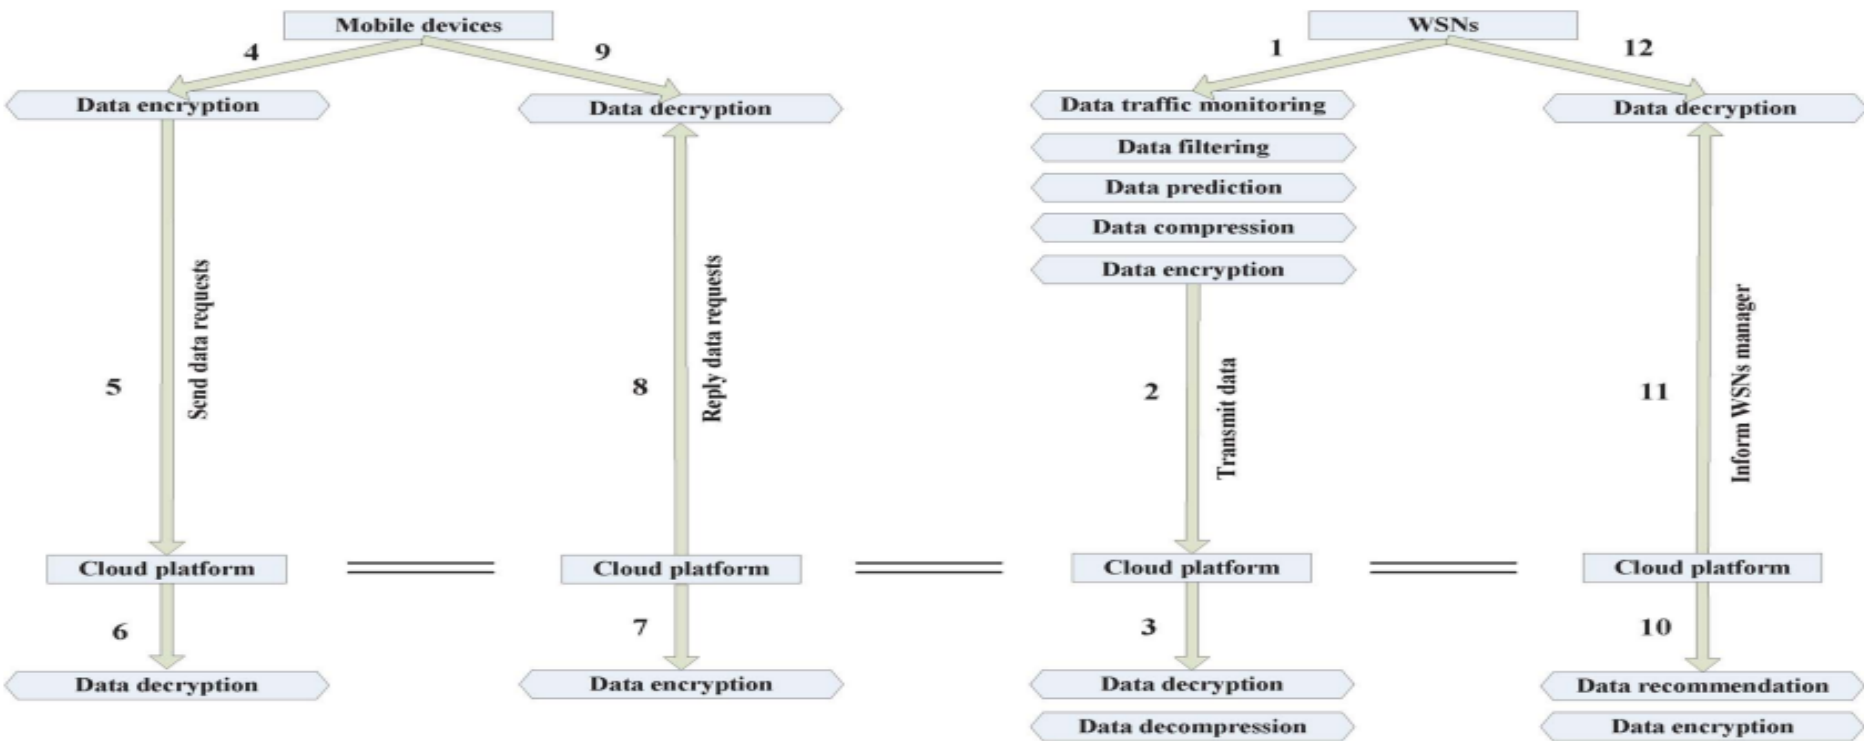 Mobile devices
WSNs
4
9
1
12
Data encryption
Data decryption
Data traffic monitoring
Data decryption
Data filtering
Data prediction
Data compression
Data encryption
5
Send data requests
8
Reply data requests
2
Transmit data
11
Inform WSNs manager
Cloud platform
Cloud platform
Cloud platform
Cloud platform
6
7
3
10
Data decryption
Data encryption
Data decryption
Data recommendation
Data decompression
Data encryption